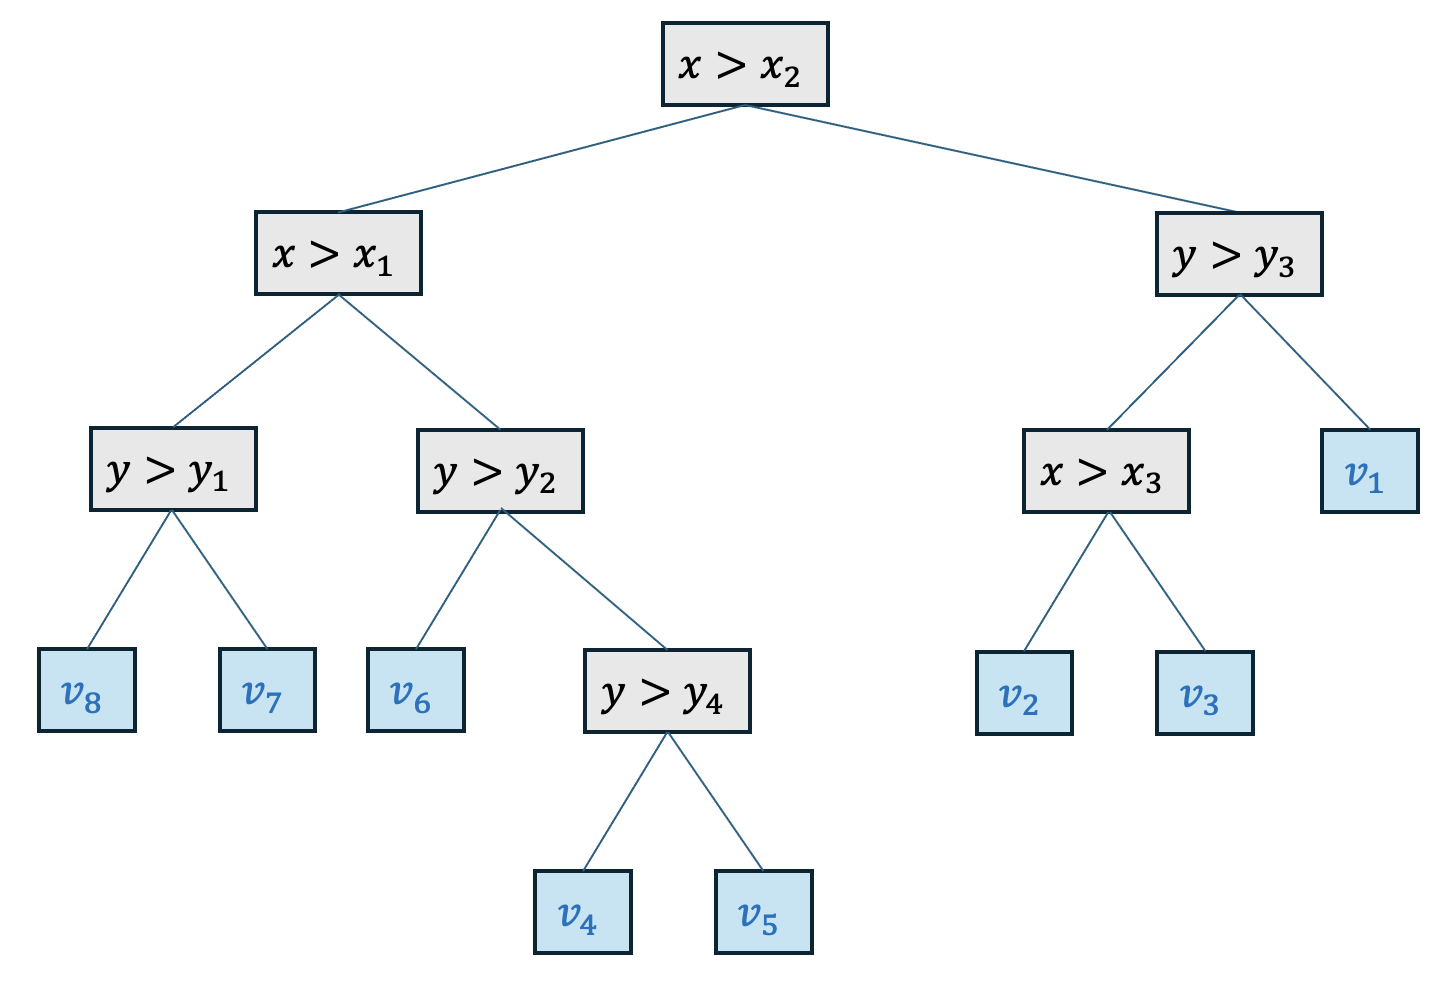 x > x₂
x > x₁
y > y₃
y > y₁
y > y₂
x > x₃
v₁
v₈
v₇
v₆
y > y₄
v₂
v₃
v₄
v₅